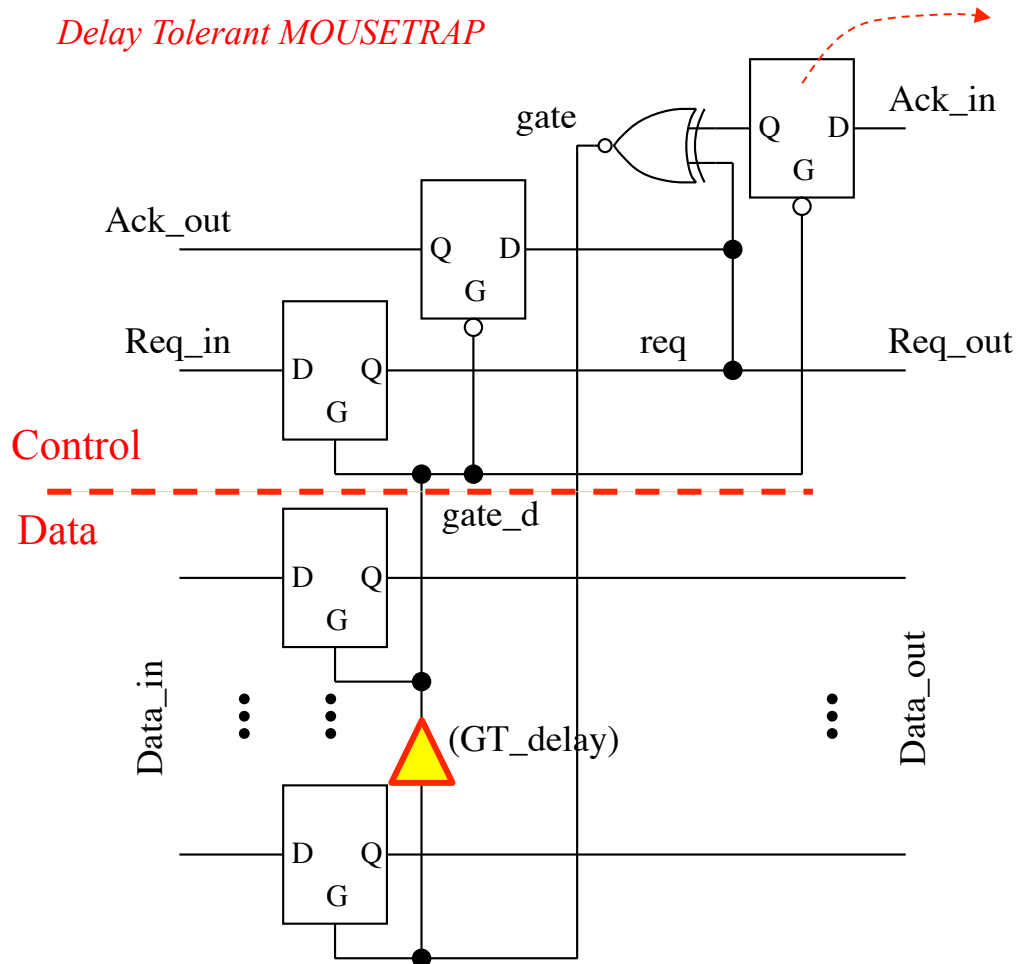 Delay Tolerant MOUSETRAP
gate
Q D
G
Ack_in
Ack_out
Q D
G
Req_in
D Q
G
req
Req_out
Control
gate_d
Data
D Q
G
Data_in
(GT_delay)
Data_out
D Q
G